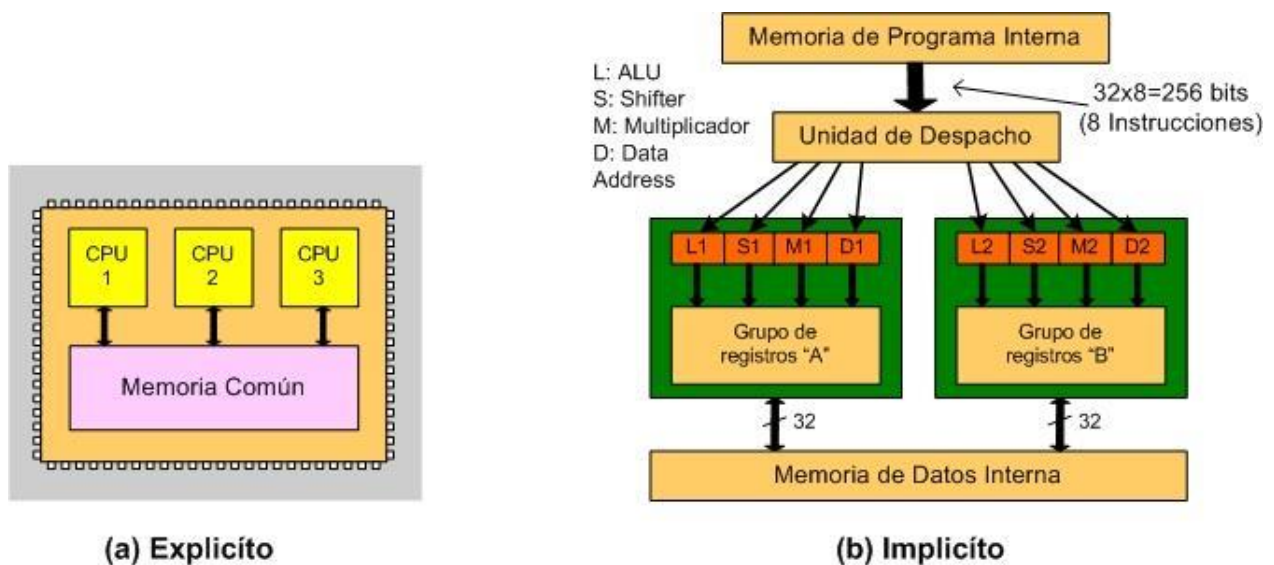 CPU
1
CPU
2
CPU
3
Memoria Común
(a) Explicíto
Memoria de Programa Interna
L: ALU
S: Shifter
M: Multiplicador
D: Data
Address
32x8=256 bits
(8 Instrucciones)
Unidad de Despacho
L1 S1 M1 D1
L2 S2 M2 D2
Grupo de
registros “A”
Grupo de
registros “B”
32
32
Memoria de Datos Interna
(b) Implicíto